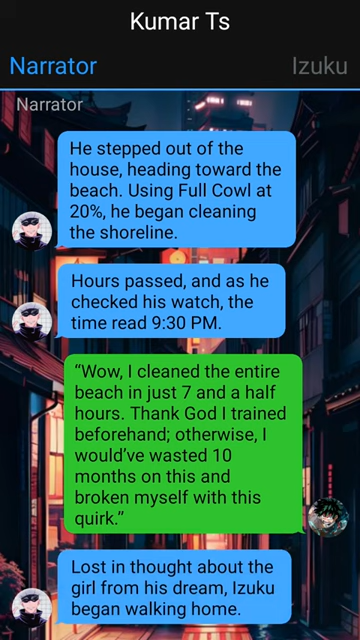 Kumar Ts
Narrator
Izuku
Narrator
He stepped out of the
house, heading toward the
beach. Using Full Cowl at
20%, he began cleaning
the shoreline.
Hours passed, and as he
checked his watch, the
time read 9:30 PM.
“Wow, I cleaned the entire
beach in just 7 and a half
hours. Thank God I trained
beforehand; otherwise, I
would’ve wasted 10
months on this and
broken myself with this
quirk.”
Lost in thought about the
girl from his dream, Izuku
began walking home.